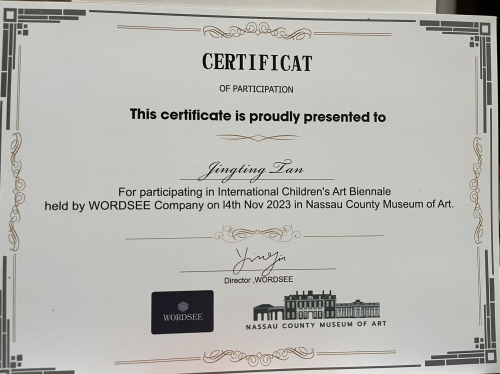 CERTIFICAT
OF PARTICIPATION
This certificate is proudly presented to
Jingting Tan
For participating in International Children's Art Biennale
held by WORDSEE Company on l4th Nov 2023 in Nassau County Museum of Art.
Director ,WORDSEE
WORDSEE
NASSAU COUNTY MUSEUM OF ART